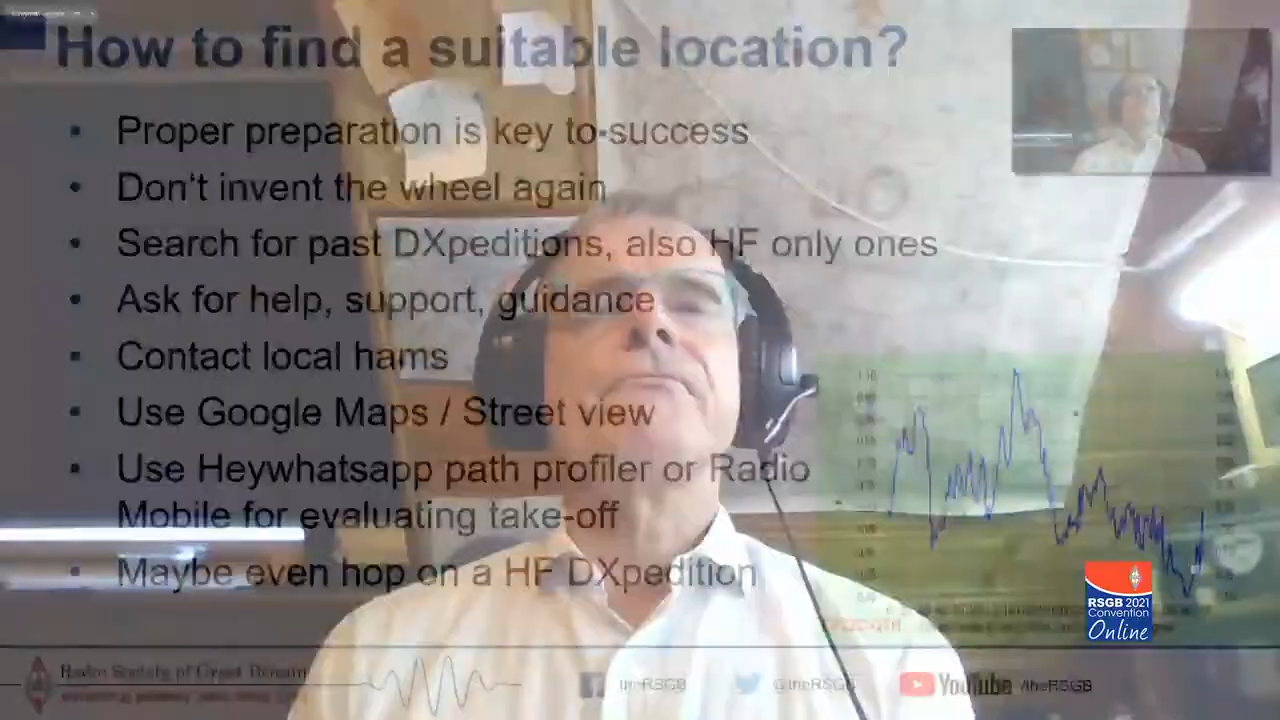 How to find a suitable location?
Proper preparation is key to success
Don't invent the wheel again
Search for past DXpeditions, also HF only ones
Ask for help, support, guidance
Contact local hams
Use Google Maps / Street view
Use Heywhatsapp path profiler or Radio
Mobile for evaluating take-off
Maybe even hop on a HF DXpedition
RSGB 2021
Convention
Online
Radio Society of Great Britain
theRSGB
@theRSGB
YouTube /theRSGB